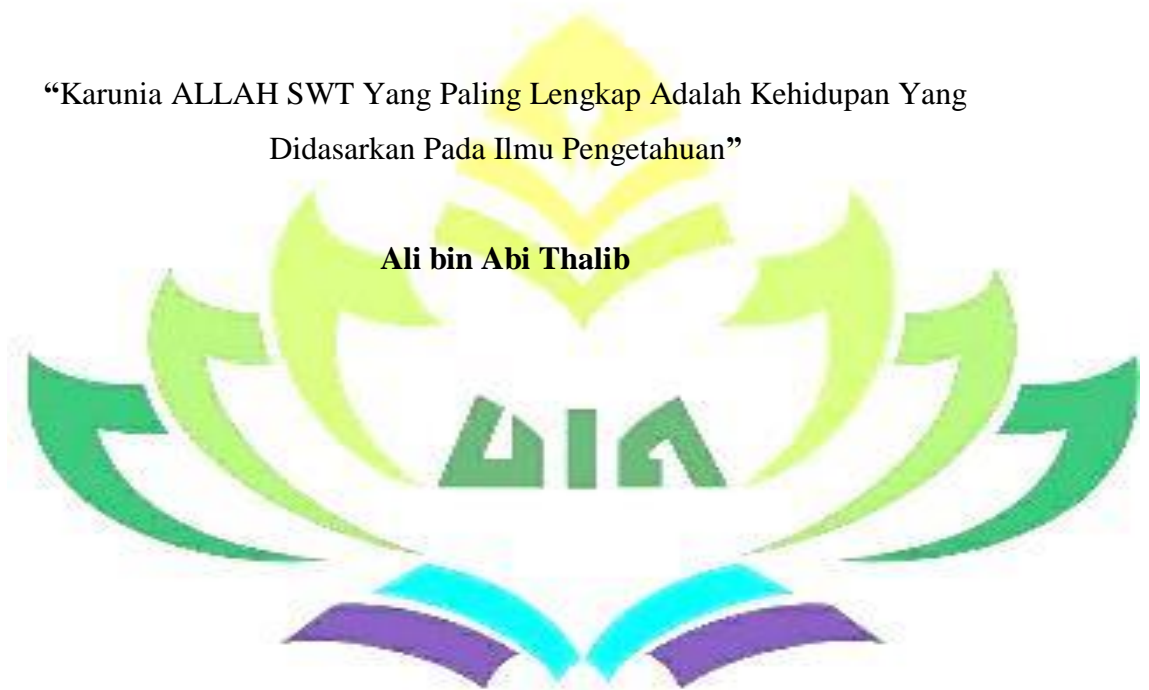 “Karunia ALLAH SWT Yang Paling Lengkap Adalah Kehidupan Yang
Didasarkan Pada Ilmu Pengetahuan”
Ali bin Abi Thalib
UIN